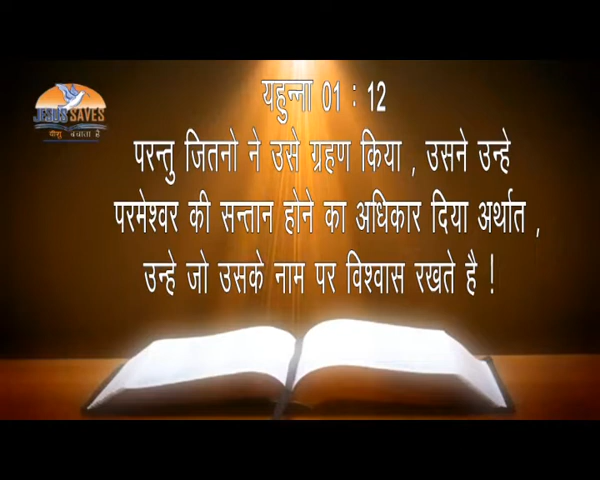 JESUS SAVES
यीशु बचाता है
यहुन्ना 01 : 12
परन्तु जितनो ने उसे ग्रहण किया , उसने उन्हे
परमेश्वर की सन्तान होने का अधिकार दिया अर्थात ,
उन्हे जो उसके नाम पर विश्वास रखते है !